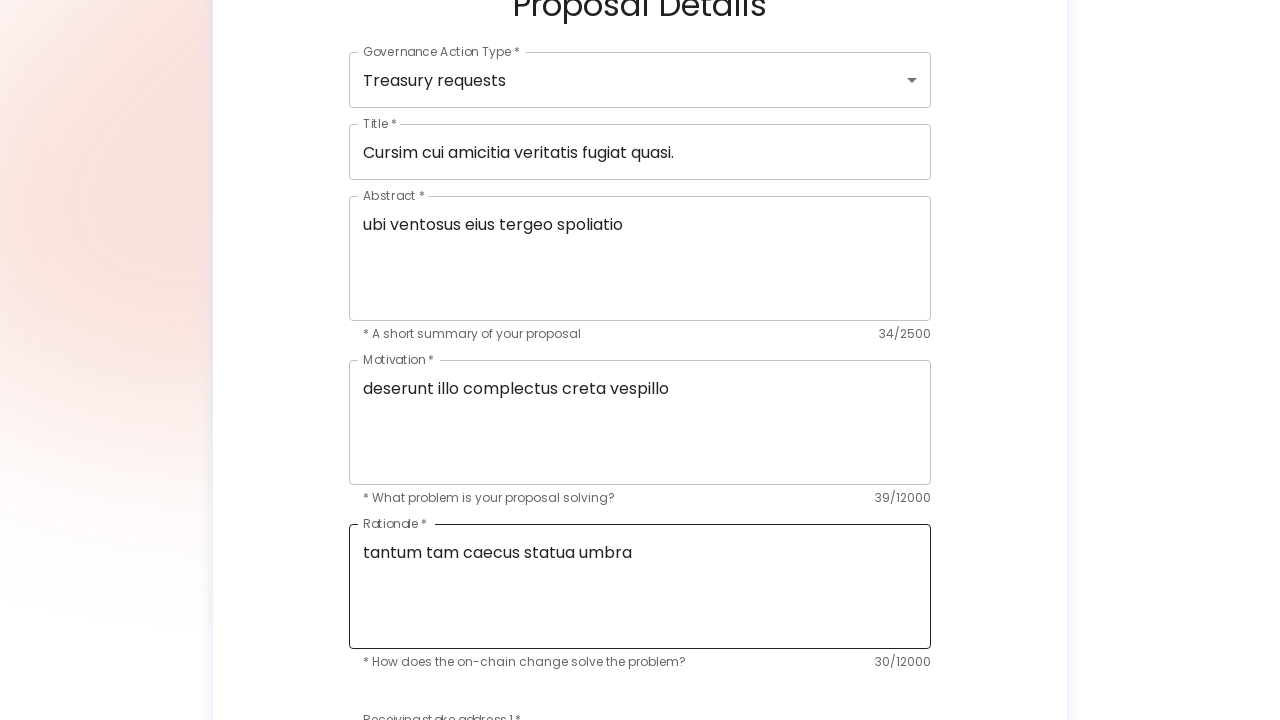 Proposal Details
Governance Action Type *
Treasury requests
Title *
Cursim cui amicitia veritatis fugiat quasi.
Abstract *
ubi ventosus eius tergeo spoliatio
* A short summary of your proposal
34/2500
Motivation *
deserunt illo complectus creta vespillo
* What problem is your proposal solving?
39/12000
Rationale *
tantum tam caecus statua umbra
* How does the on-chain change solve the problem?
30/12000
Receiving stake address 1 *